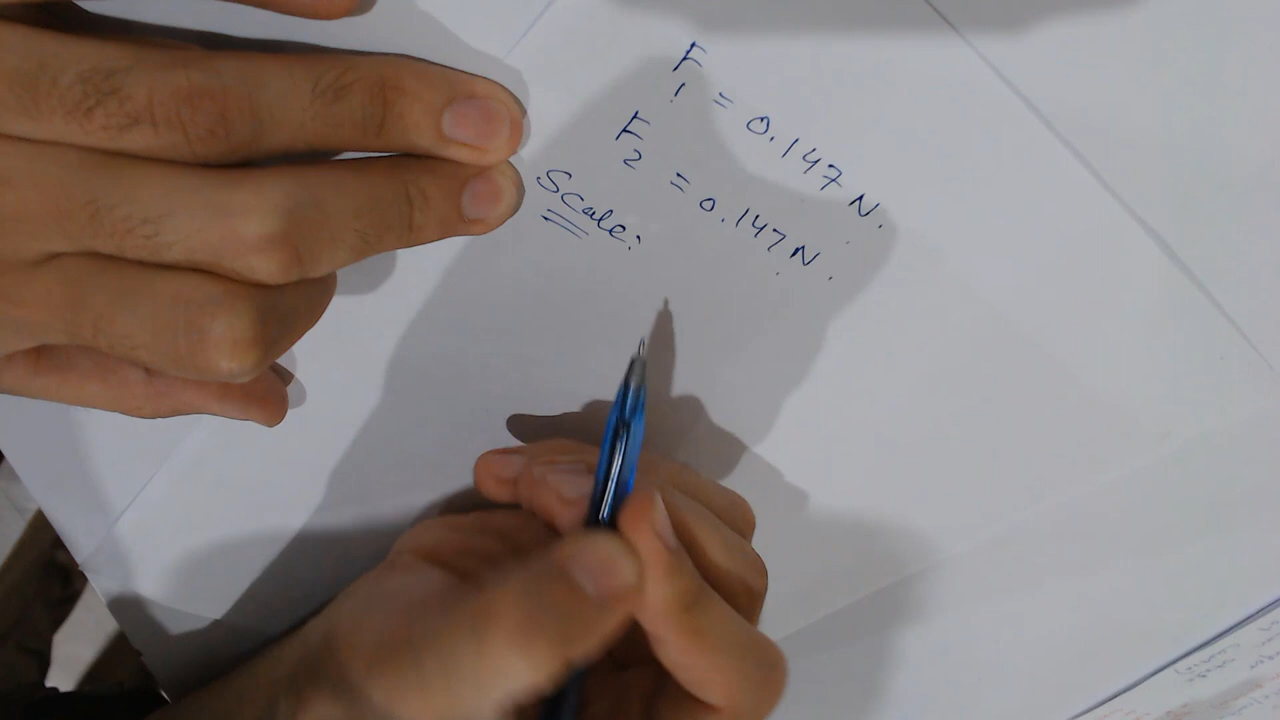 F1 = 0.147 N.
F2 = 0.147 N.
Scale: